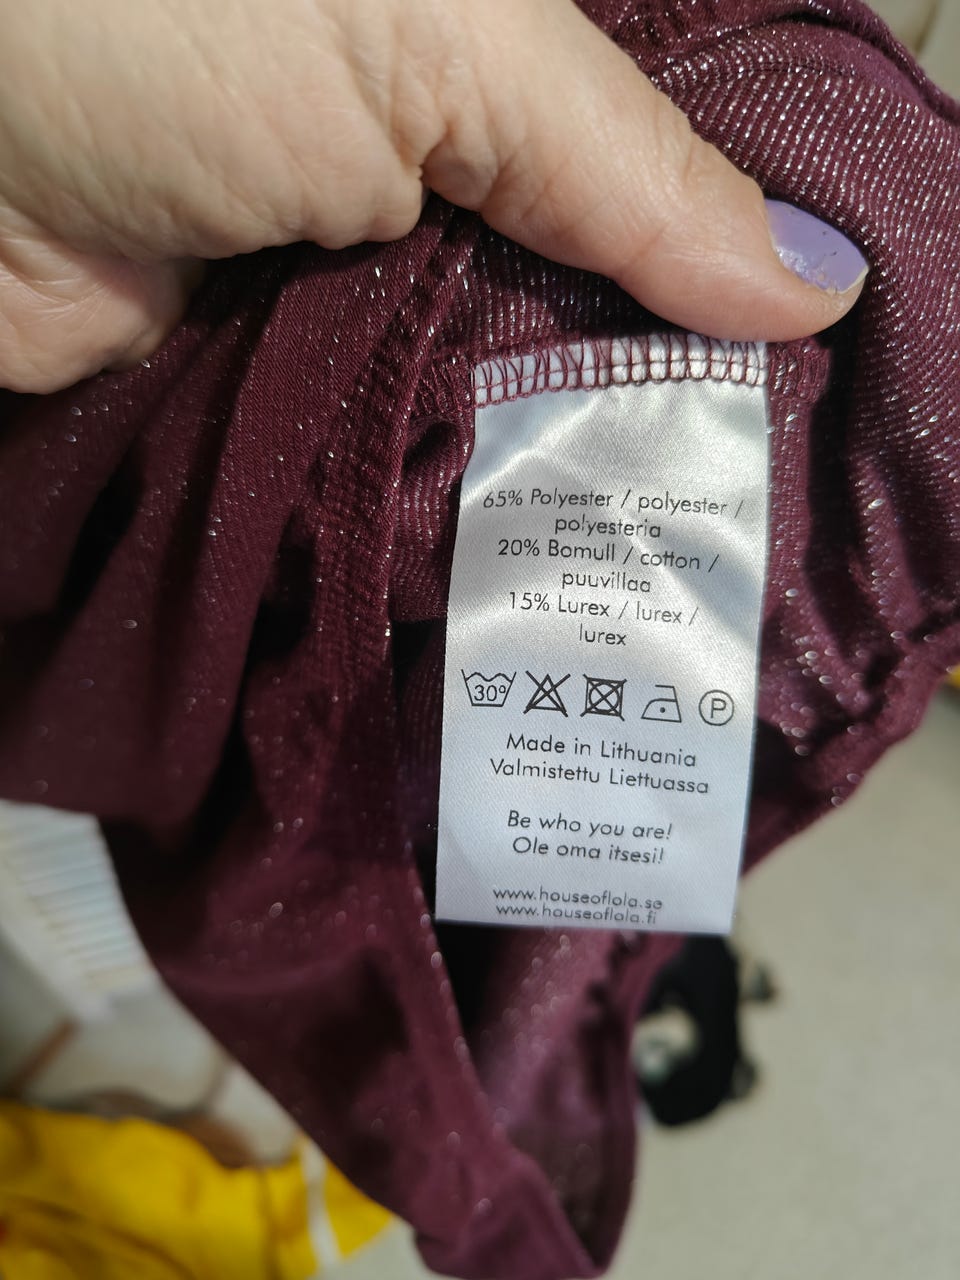 65% Polyester / polyester /
polyesteria
20% Bomull / cotton /
puuvillaa
15% Lurex / lurex /
lurex
30° P
Made in Lithuania
Valmistettu Liettuassa
Be who you are!
Ole oma itsesi!
www.houseoflola.se
www.houseoflola.fi